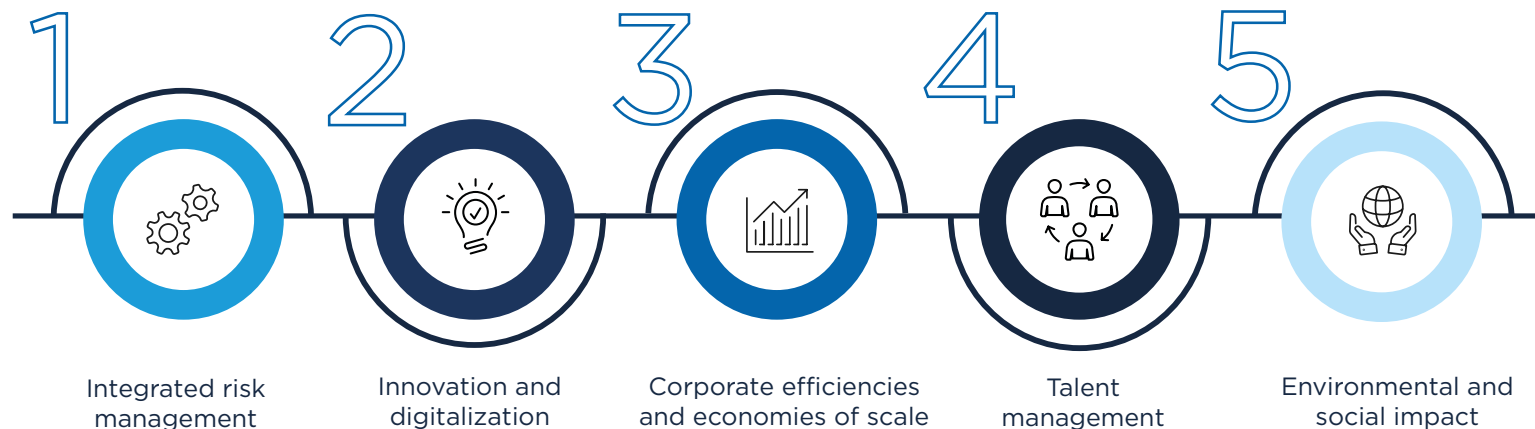 1
Integrated risk
management
2
Innovation and
digitalization
3
Corporate efficiencies
and economies of scale
4
Talent
management
5
Environmental and
social impact